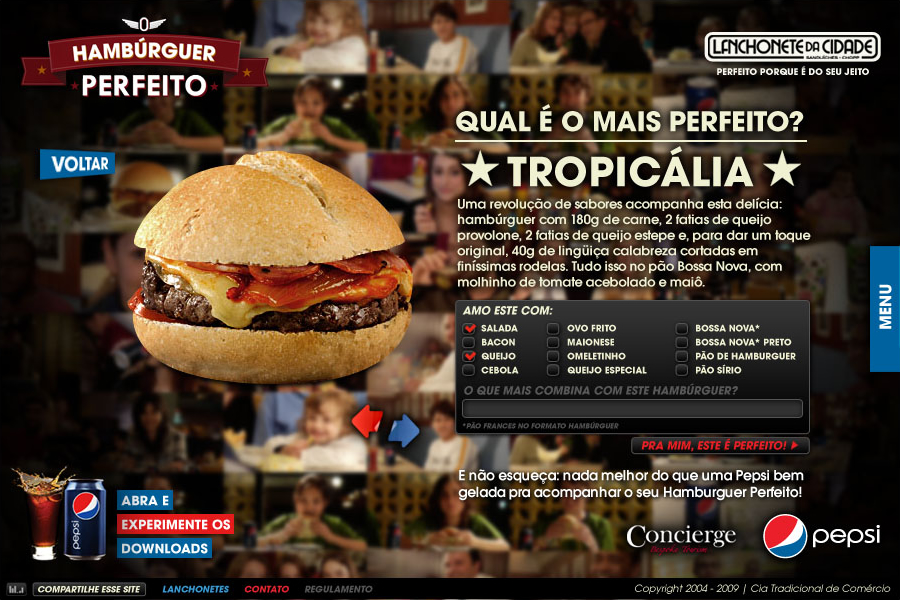 O
HAMBÚRGUER
PERFEITO
LANCHONETE DA CIDADE
SANDUÍCHES · CHOPP
PERFEITO PORQUE É DO SEU JEITO
VOLTAR
QUAL É O MAIS PERFEITO?
TROPICÁLIA
Uma revolução de sabores acompanha esta delícia:
hambúrguer com 180g de carne, 2 fatias de queijo
provolone, 2 fatias de queijo estepe e, para dar um toque
original, 40g de lingüiça calabreza cortadas em
finíssimas rodelas. Tudo isso no pão Bossa Nova, com
molhinho de tomate acebolado e maiô.
MENU
AMO ESTE COM:
SALADA OVO FRITO BOSSA NOVA*
BACON MAIONESE BOSSA NOVA* PRETO
QUEIJO OMELETINHO PÃO DE HAMBURGUER
CEBOLA QUEIJO ESPECIAL PÃO SÍRIO
O QUE MAIS COMBINA COM ESTE HAMBÚRGUER?
*PÃO FRANCES NO FORMATO HAMBÚRGUER
PRA MIM, ESTE É PERFEITO!
E não esqueça: nada melhor do que uma Pepsi bem
gelada pra acompanhar o seu Hamburguer Perfeito!
pepsi
ABRA E
EXPERIMENTE OS
DOWNLOADS
Concierge
pepsi
COMPARTILHE ESSE SITE LANCHONETES CONTATO REGULAMENTO
Copyright 2004 - 2009 | Cia Tradicional de Comércio